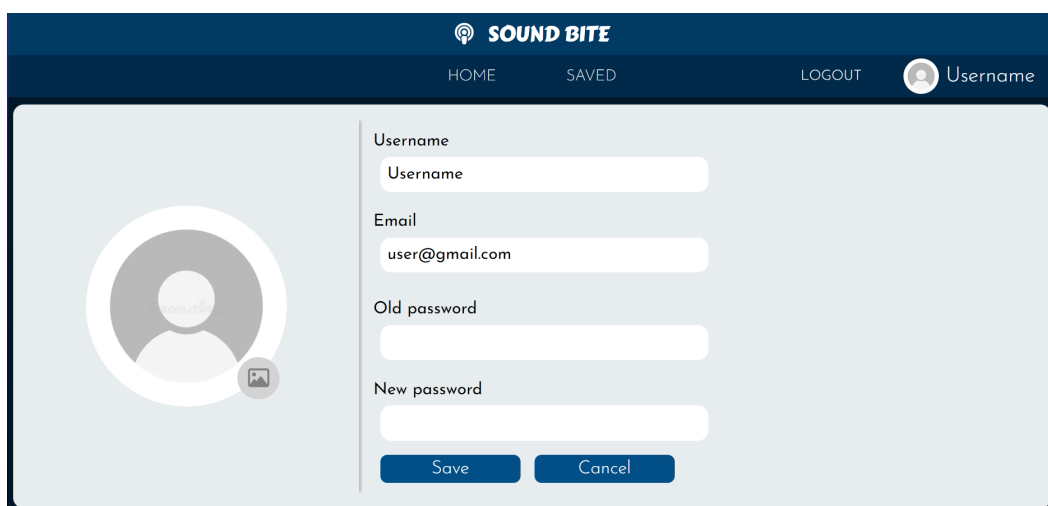 SOUND BITE
HOME SAVED LOGOUT Username
Username
Username
Email
user@gmail.com
Old password
New password
Save Cancel